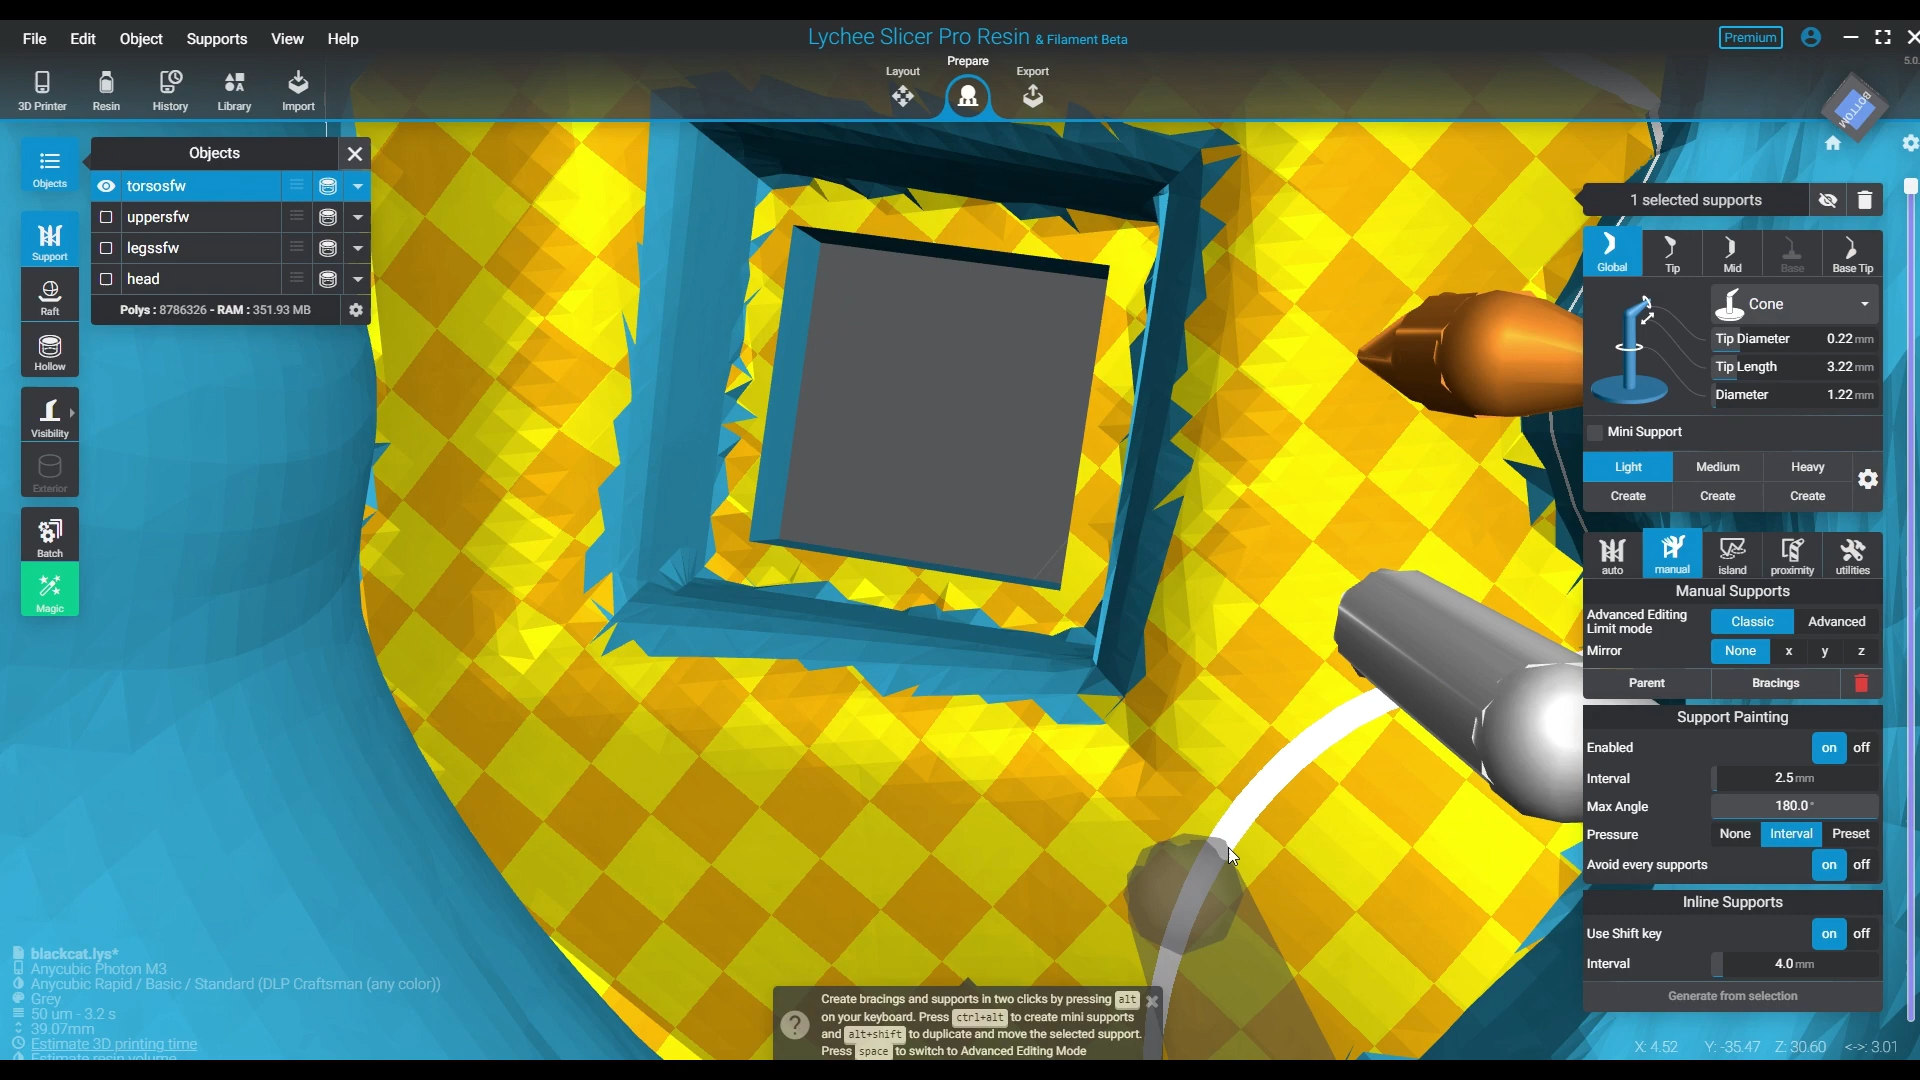 File Edit Object Supports View Help
Lychee Slicer Pro Resin & Filament Beta
Premium
5.0.
3D Printer Resin History Library Import
Layout Prepare Export
BOTTOM
Objects
Support
Raft
Hollow
Visibility
Exterior
Batch
Magic
Objects
torsosfw
uppersfw
legssfw
head
Polys : 8786326 - RAM : 351.93 MB
1 selected supports
Global Tip Mid Base Base Tip
Cone
Tip Diameter 0.22 mm
Tip Length 3.22 mm
Diameter 1.22 mm
Mini Support
Light Medium Heavy
Create Create Create
auto manual island proximity utilities
Manual Supports
Advanced Editing
Limit mode
Classic Advanced
Mirror None x y z
Parent Bracings
Support Painting
Enabled on off
Interval 2.5 mm
Max Angle 180.0 °
Pressure None Interval Preset
Avoid every supports on off
Inline Supports
Use Shift key on off
Interval 4.0 mm
Generate from selection
blackcat.lys*
Anycubic Photon M3
Anycubic Rapid / Basic / Standard (DLP Craftsman (any color))
Grey
50 um - 3.2 s
39.07mm
Estimate 3D printing time
Estimate resin volume
Create bracings and supports in two clicks by pressing alt
on your keyboard. Press ctrl+alt to create mini supports
and alt+shift to duplicate and move the selected support.
Press space to switch to Advanced Editing Mode
X: 4.52 Y: -35.47 Z: 30.60 <->: 3.01